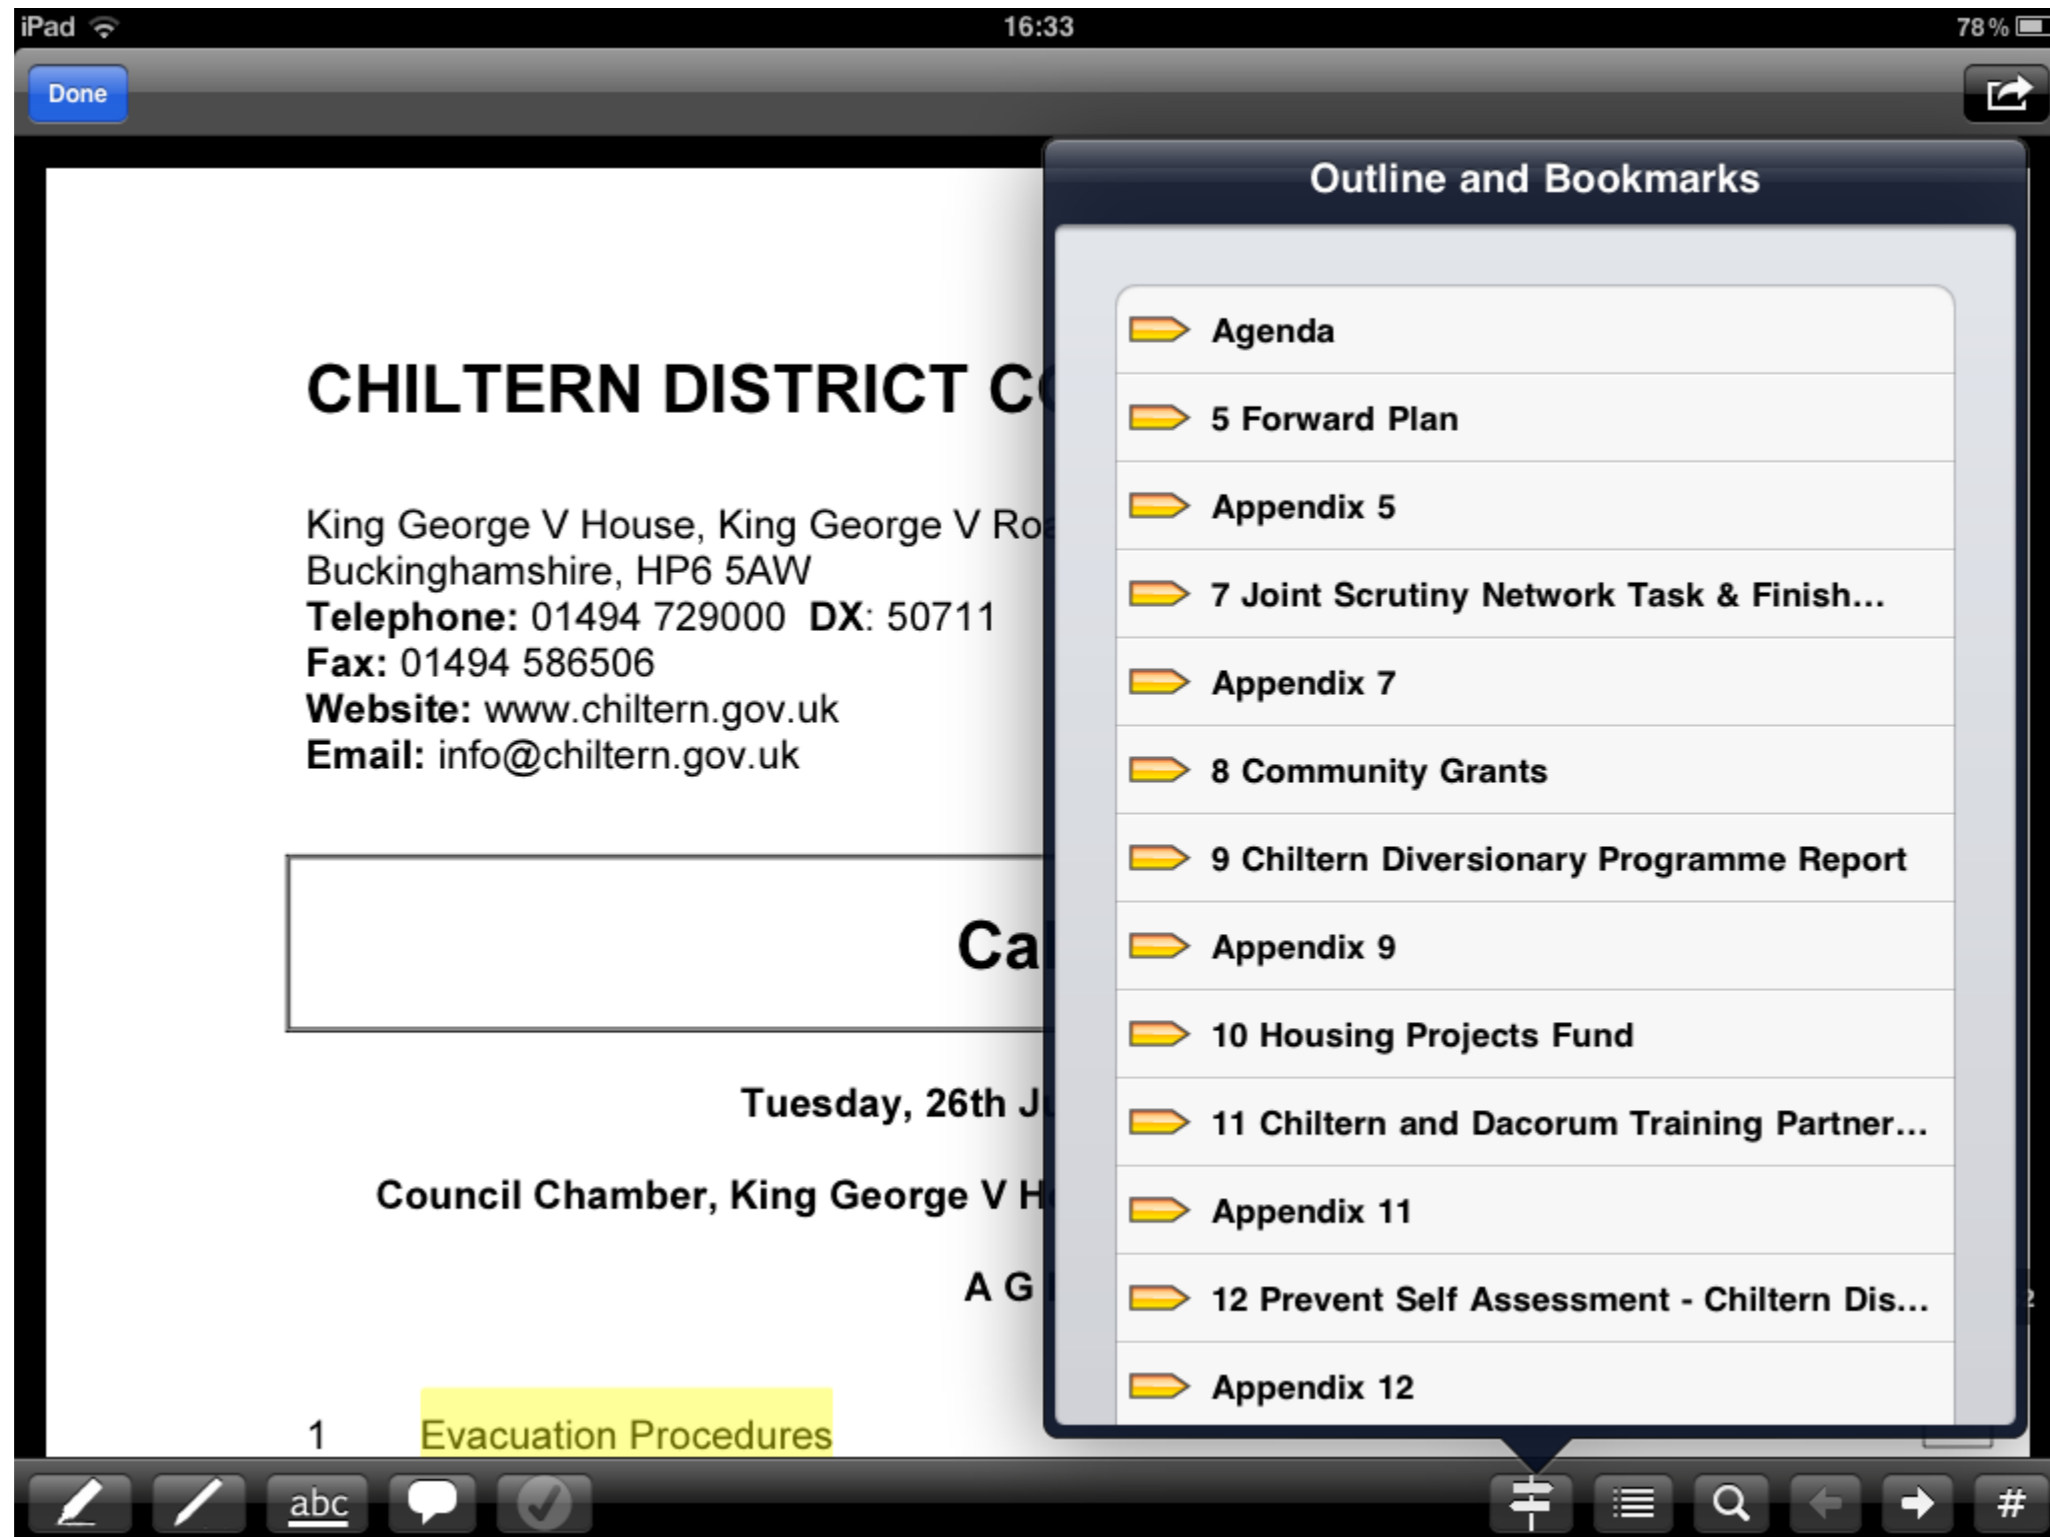 iPad 16:33 78%
Done
Outline and Bookmarks
CHILTERN DISTRICT
King George V House, King George V
Buckinghamshire, HP6 5AW
Telephone: 01494 729000 DX: 50711
Fax: 01494 586506
Website: www.chiltern.gov.uk
Email: info@chiltern.gov.uk
Tuesday, 26th
Council Chamber, King George V
A G
1 Evacuation Procedures
Agenda
5 Forward Plan
Appendix 5
7 Joint Scrutiny Network Task & Finish...
Appendix 7
8 Community Grants
9 Chiltern Diversionary Programme Report
Appendix 9
10 Housing Projects Fund
11 Chiltern and Dacorum Training Partner...
Appendix 11
12 Prevent Self Assessment - Chiltern Dis...
Appendix 12
abc
#